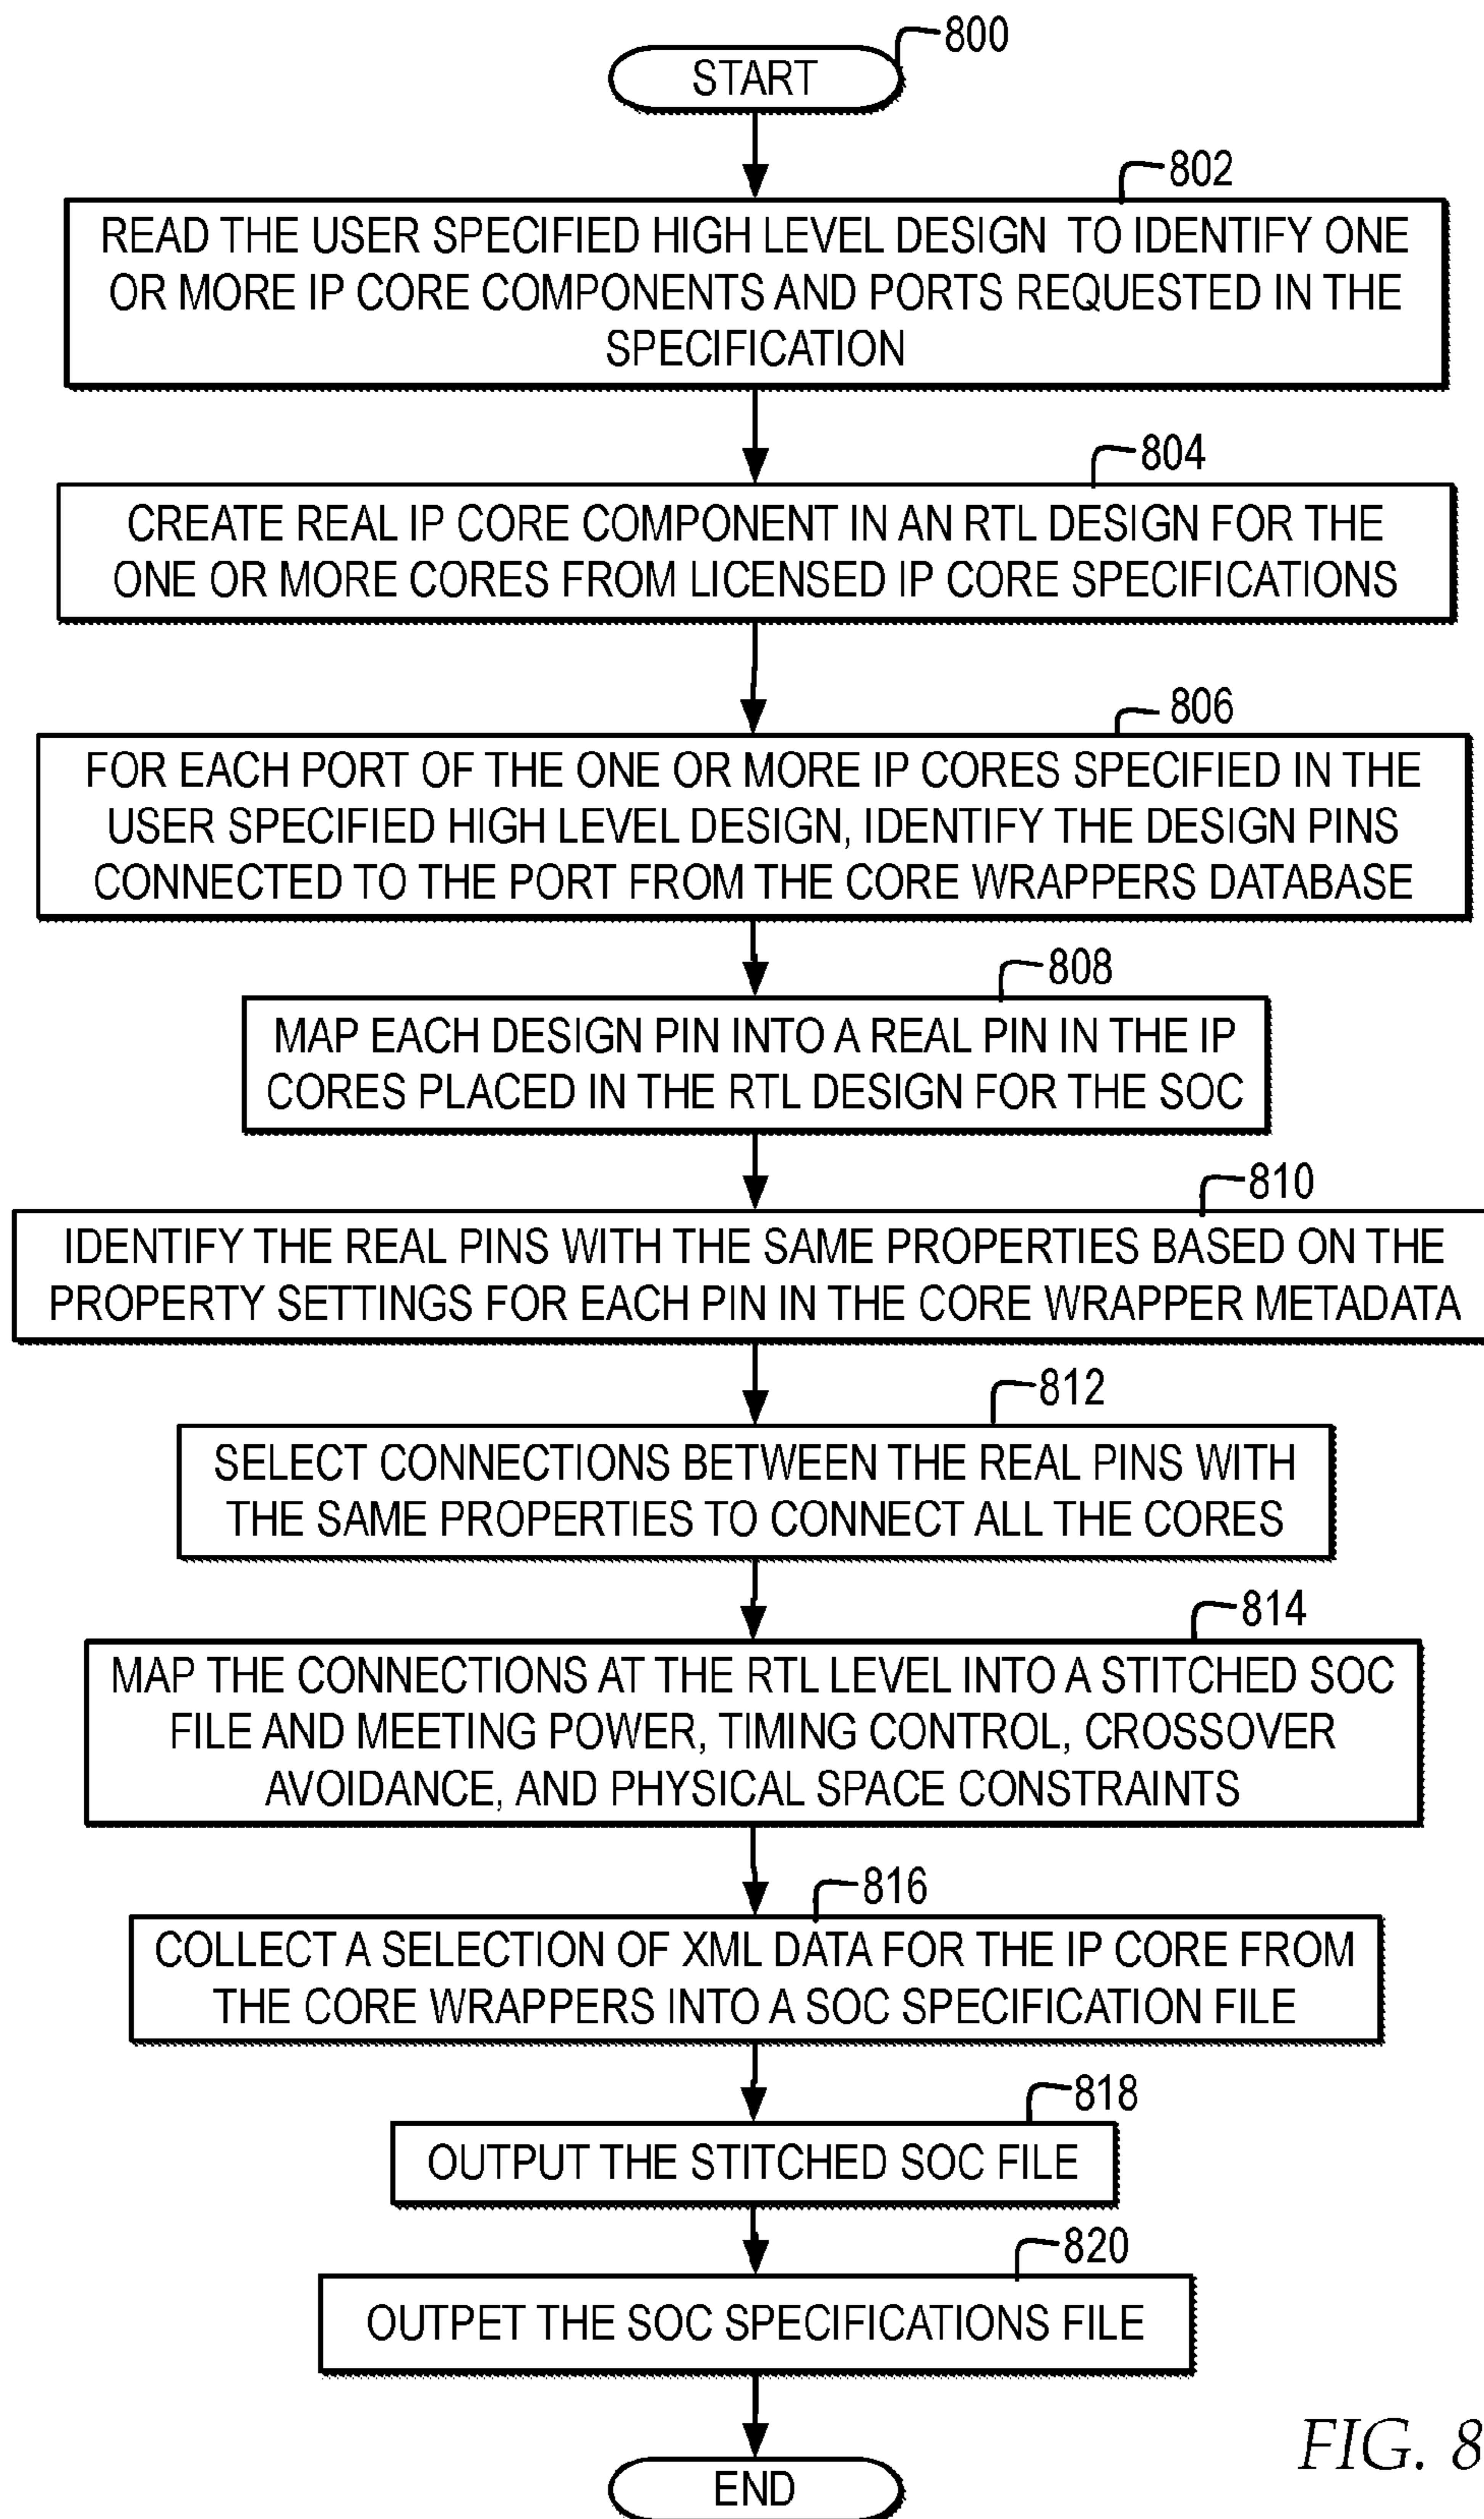 800
START
802
READ THE USER SPECIFIED HIGH LEVEL DESIGN TO IDENTIFY ONE
OR MORE IP CORE COMPONENTS AND PORTS REQUESTED IN THE
SPECIFICATION
804
CREATE REAL IP CORE COMPONENT IN AN RTL DESIGN FOR THE
ONE OR MORE CORES FROM LICENSED IP CORE SPECIFICATIONS
806
FOR EACH PORT OF THE ONE OR MORE IP CORES SPECIFIED IN THE
USER SPECIFIED HIGH LEVEL DESIGN, IDENTIFY THE DESIGN PINS
CONNECTED TO THE PORT FROM THE CORE WRAPPERS DATABASE
808
MAP EACH DESIGN PIN INTO A REAL PIN IN THE IP
CORES PLACED IN THE RTL DESIGN FOR THE SOC
810
IDENTIFY THE REAL PINS WITH THE SAME PROPERTIES BASED ON THE
PROPERTY SETTINGS FOR EACH PIN IN THE CORE WRAPPER METADATA
812
SELECT CONNECTIONS BETWEEN THE REAL PINS WITH
THE SAME PROPERTIES TO CONNECT ALL THE CORES
814
MAP THE CONNECTIONS AT THE RTL LEVEL INTO A STITCHED SOC
FILE AND MEETING POWER, TIMING CONTROL, CROSSOVER
AVOIDANCE, AND PHYSICAL SPACE CONSTRAINTS
816
COLLECT A SELECTION OF XML DATA FOR THE IP CORE FROM
THE CORE WRAPPERS INTO A SOC SPECIFICATION FILE
818
OUTPUT THE STITCHED SOC FILE
820
OUTPET THE SOC SPECIFICATIONS FILE
END
FIG. 8